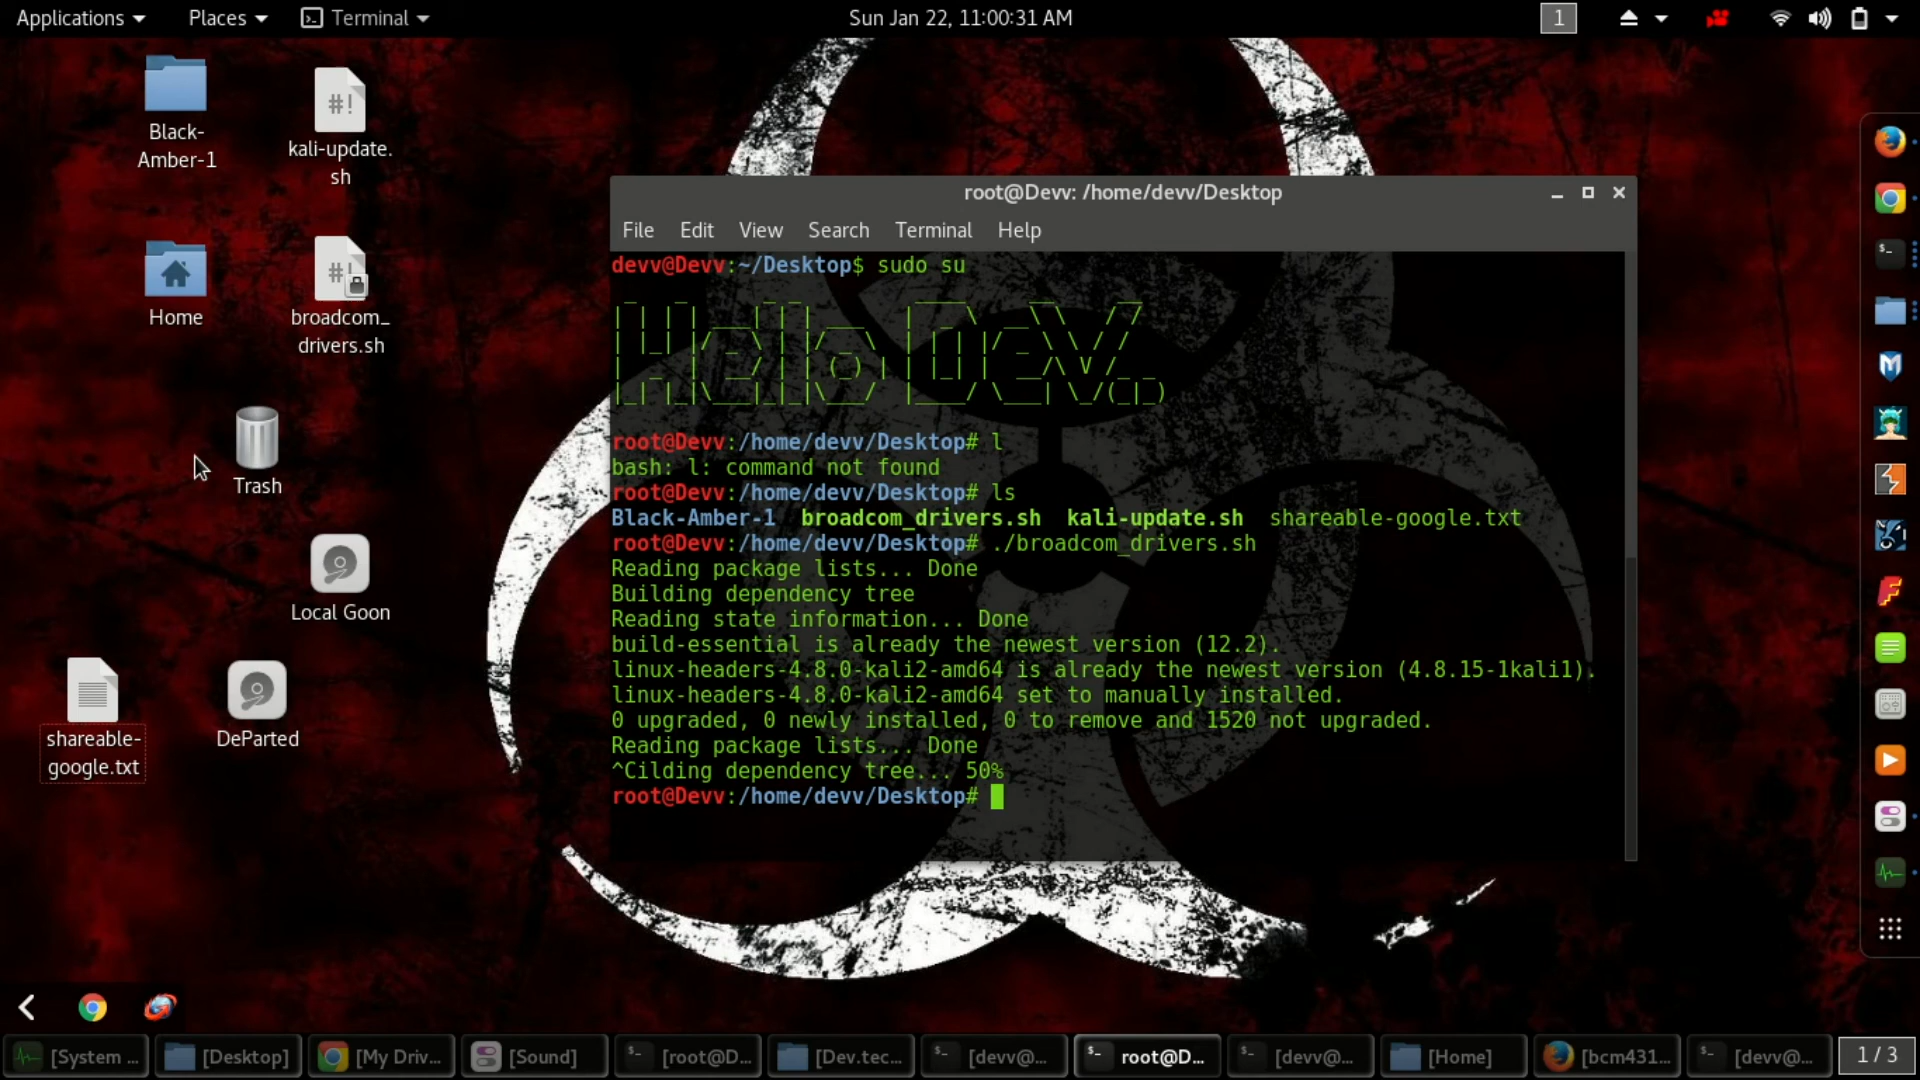 Applications Places Terminal Sun Jan 22, 11:00:31 AM 1
Black-
Amber-1
#!
kali-update.
sh
Home
#!
broadcom_
drivers.sh
Trash
Local Goon
shareable-
google.txt
DeParted
root@Devv: /home/devv/Desktop
File Edit View Search Terminal Help
devv@Devv:~/Desktop$ sudo su
Hello DeV.
root@Devv:/home/devv/Desktop# l
bash: l: command not found
root@Devv:/home/devv/Desktop# ls
Black-Amber-1 broadcom_drivers.sh kali-update.sh shareable-google.txt
root@Devv:/home/devv/Desktop# ./broadcom_drivers.sh
Reading package lists... Done
Building dependency tree
Reading state information... Done
build-essential is already the newest version (12.2).
linux-headers-4.8.0-kali2-amd64 is already the newest version (4.8.15-1kali1).
linux-headers-4.8.0-kali2-amd64 set to manually installed.
0 upgraded, 0 newly installed, 0 to remove and 1520 not upgraded.
Reading package lists... Done
^Cilding dependency tree... 50%
root@Devv:/home/devv/Desktop#
[System ... [Desktop] [My Driv... [Sound] [root@D... [Dev.tec... [devv@... root@D... [devv@... [Home] [bcm431... [devv@... 1 / 3